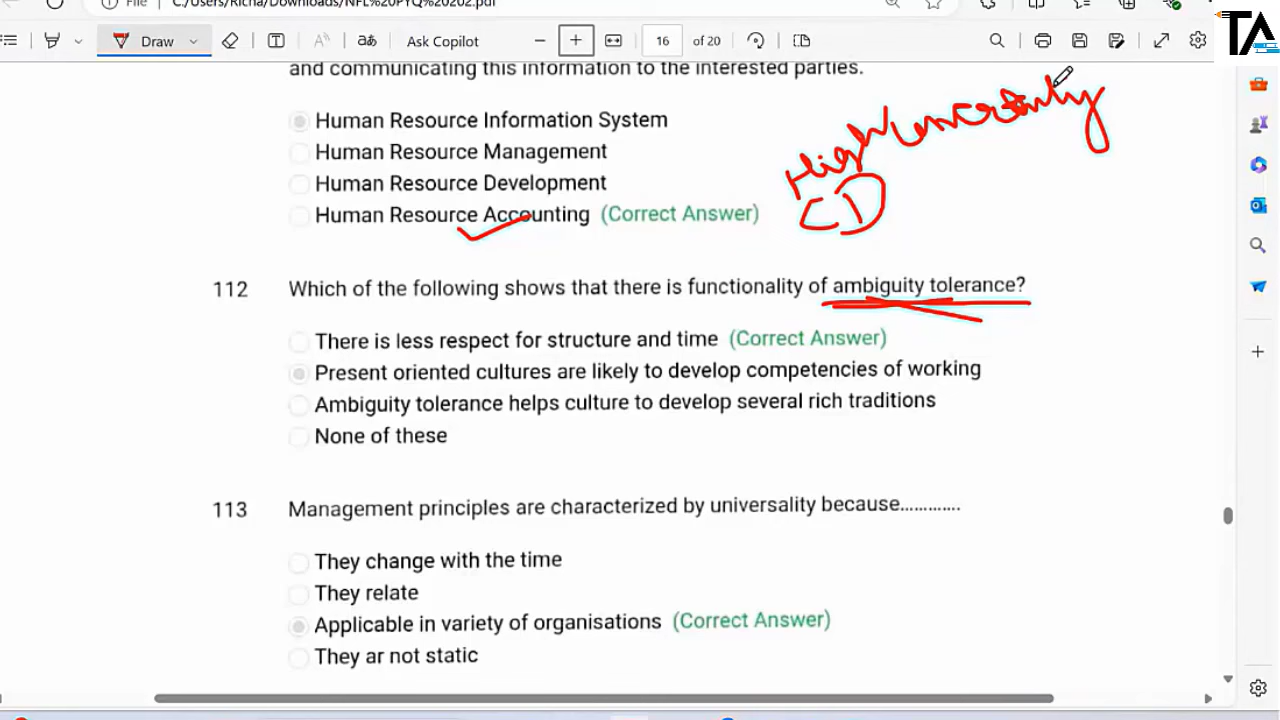 File | C:/Users/Richa/Downloads/NFL%20PYQ%20202.pdf
Draw
aあ
Ask Copilot
16 of 20
TA
and communicating this information to the interested parties.
Human Resource Information System
Human Resource Management
Human Resource Development
Human Resource Accounting (Correct Answer)
High
CD
112 Which of the following shows that there is functionality of ambiguity tolerance?
There is less respect for structure and time (Correct Answer)
Present oriented cultures are likely to develop competencies of working
Ambiguity tolerance helps culture to develop several rich traditions
None of these
113 Management principles are characterized by universality because.............
They change with the time
They relate
Applicable in variety of organisations (Correct Answer)
They ar not static